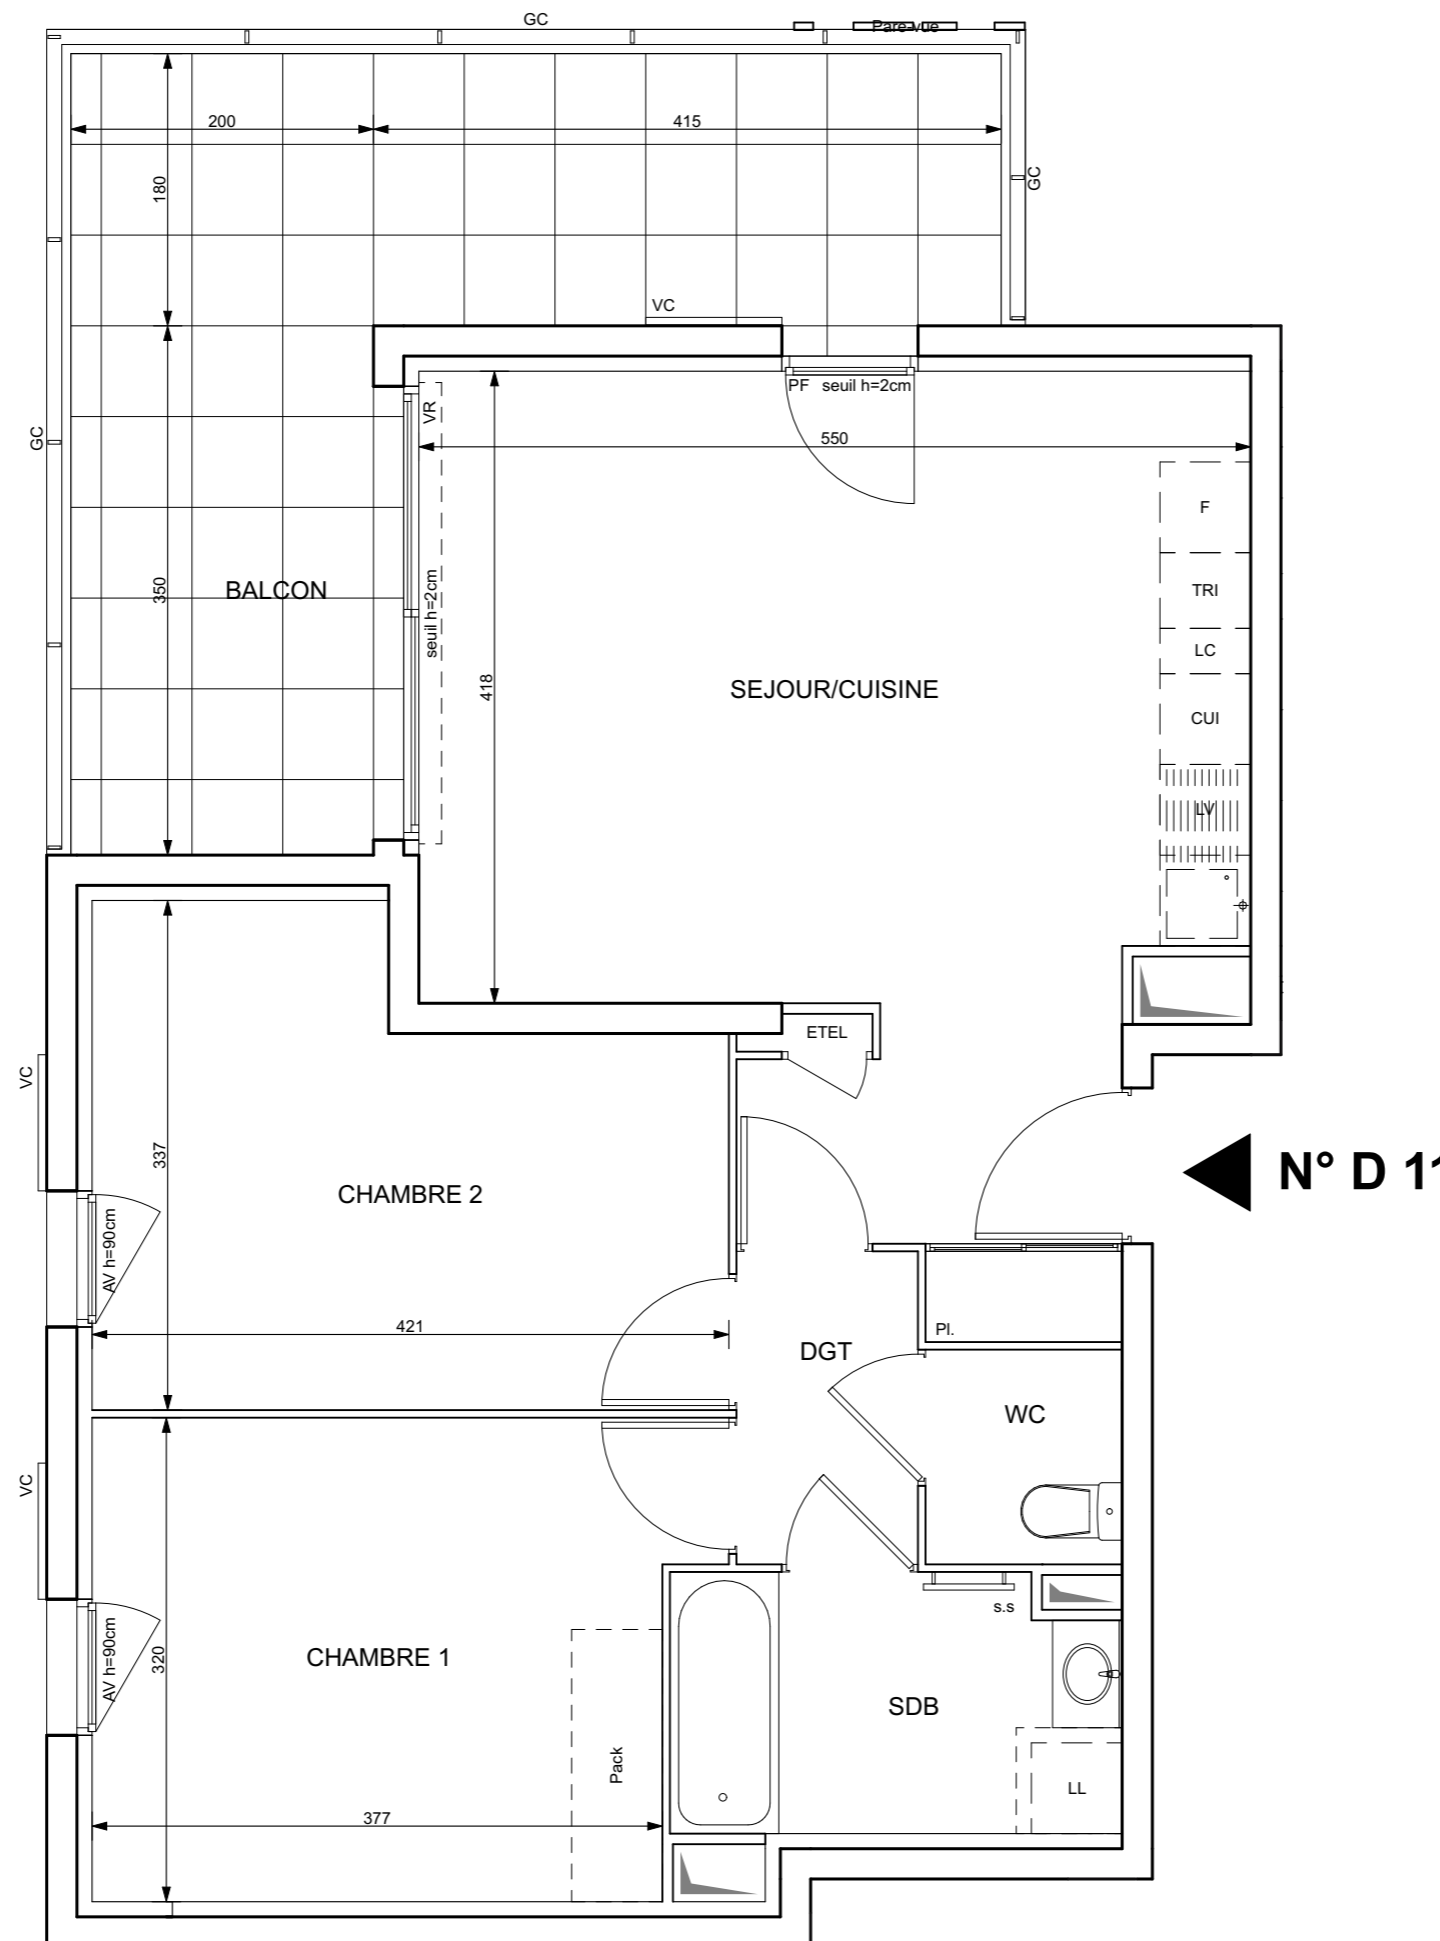 GC
Pare-vue
200
415
180
GC
VC
PF seuil h=2cm
VR
550
GC
F
350
BALCON
TRI
seuil h=2cm
LC
418
SEJOUR/CUISINE
CUI
LV
ETEL
VC
337
N° D 11
CHAMBRE 2
AV h=90cm
421
Pl.
DGT
WC
VC
s.s
AV h=90cm
320
CHAMBRE 1
SDB
Pack
LL
377